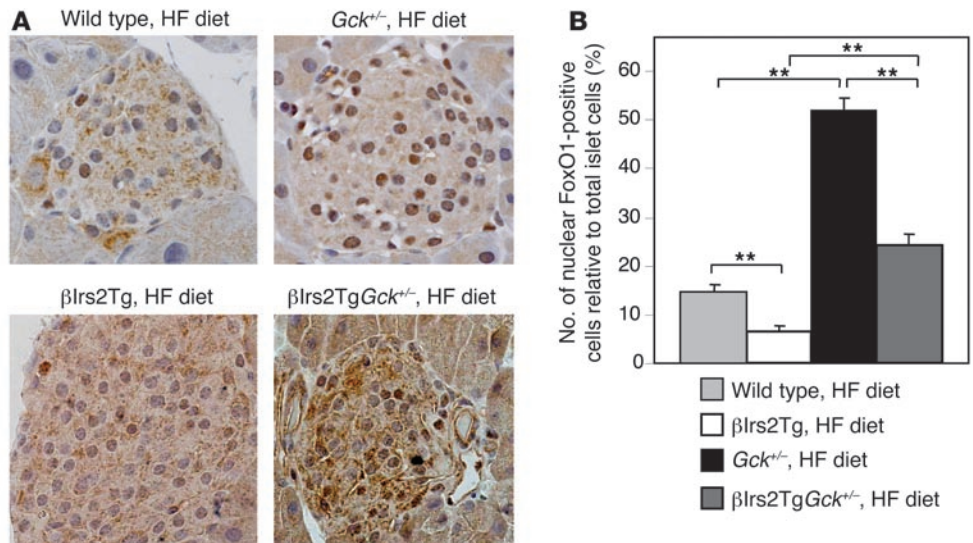 A
Wild type, HF diet
Gck+/–, HF diet
βIrs2Tg, HF diet
βIrs2TgGck+/–, HF diet
B
No. of nuclear FoxO1-positive
cells relative to total islet cells (%)
60
50
40
30
20
10
0
**
**
**
**
Wild type, HF diet
βIrs2Tg, HF diet
Gck+/–, HF diet
βIrs2TgGck+/–, HF diet